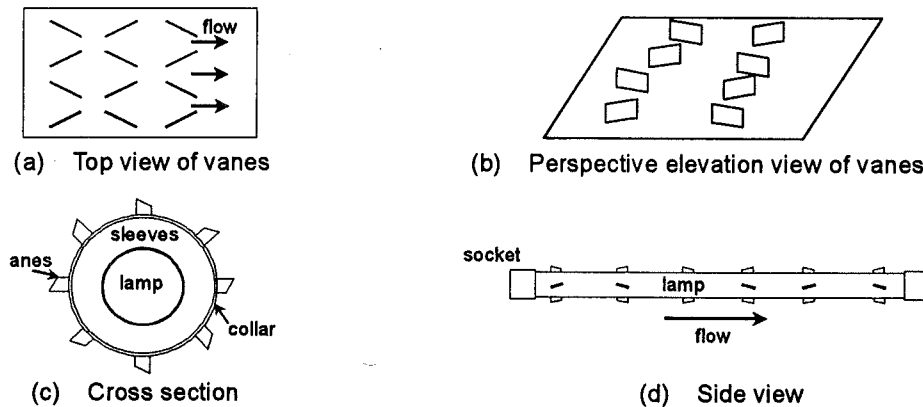 flow
(a) Top view of vanes
(b) Perspective elevation view of vanes
sleeves
anes
lamp
collar
(c) Cross section
socket
lamp
flow
(d) Side view